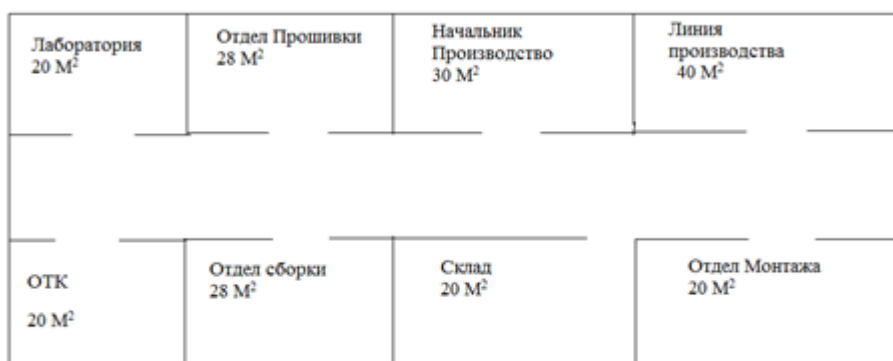 Лаборатория
20 М²
Отдел Прошивки
28 М²
Начальник
Производство
30 М²
Линия
производства
40 М²
ОТК
20 М²
Отдел сборки
28 М²
Склад
20 М²
Отдел Монтажа
20 М²